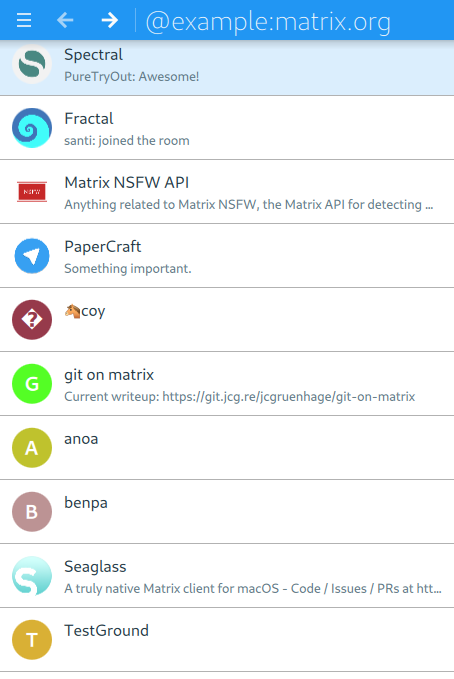 @example:matrix.org
Spectral
PureTryOut: Awesome!
Fractal
santi: joined the room
NSFW
Matrix NSFW API
Anything related to Matrix NSFW, the Matrix API for detecting ...
PaperCraft
Something important.
🐴coy
G
git on matrix
Current writeup: https://git.jcg.re/jcgruenhage/git-on-matrix
A
anoa
B
benpa
Seaglass
A truly native Matrix client for macOS - Code / Issues / PRs at htt...
T
TestGround